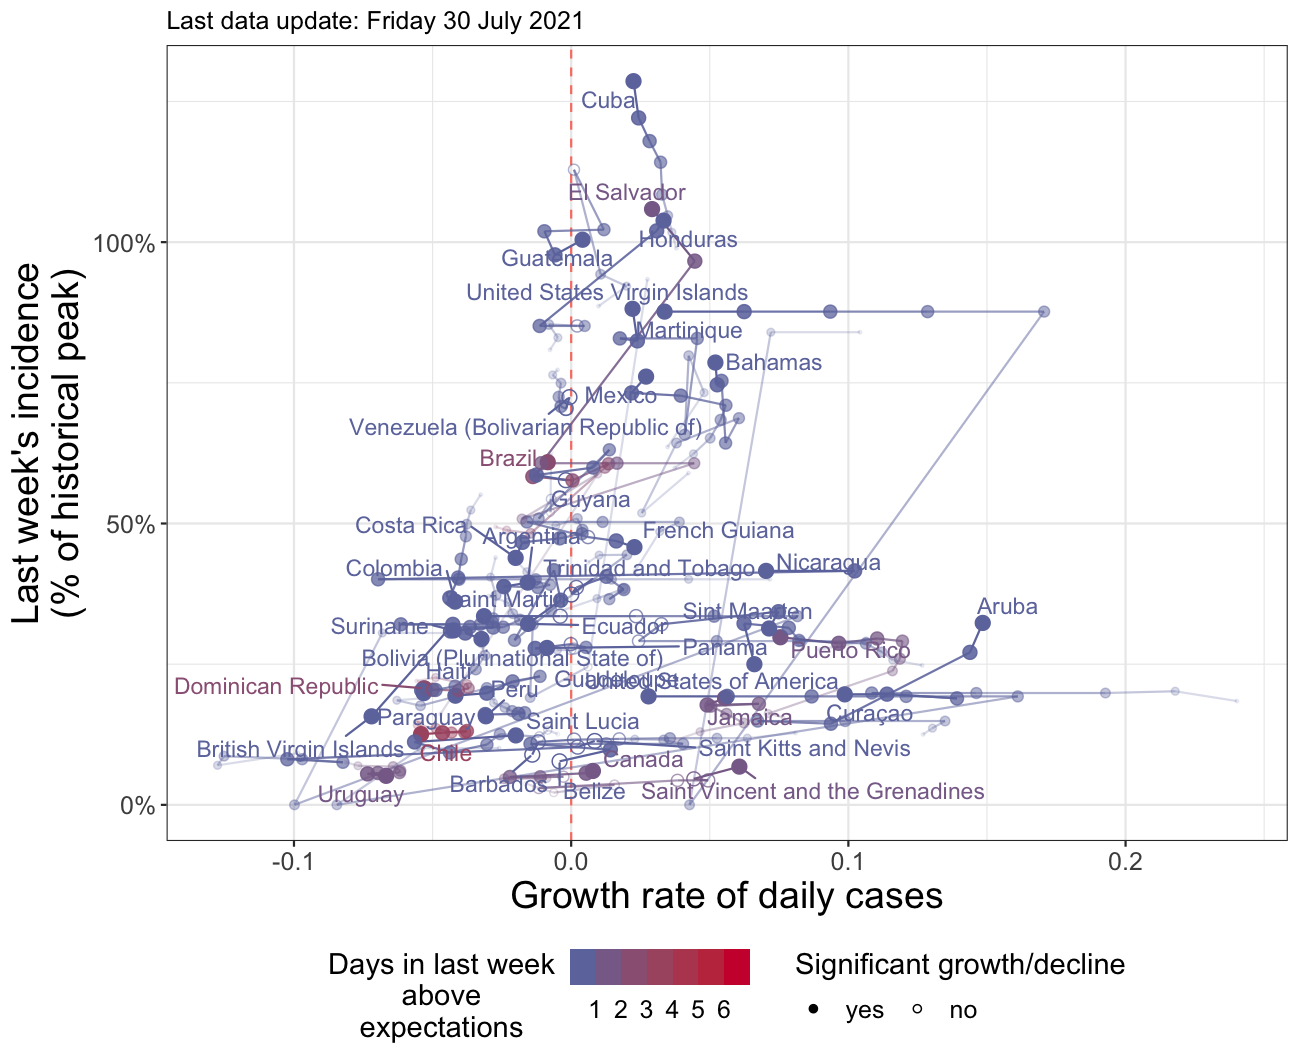 Last data update: Friday 30 July 2021
Last week's incidence
(% of historical peak)
100%
50%
0%
Cuba
El Salvador
Honduras
Guatemala
United States Virgin Islands
Martinique
Bahamas
Mexico
Venezuela (Bolivarian Republic of)
Brazil
Guyana
Costa Rica
Argentina
French Guiana
Colombia
Trinidad and Tobago
Nicaragua
Saint Martin
Sint Maarten
Aruba
Suriname
Ecuador
Panama
Puerto Rico
Bolivia (Plurinational State of)
Haiti
Guadeloupe
United States of America
Dominican Republic
Peru
Paraguay
Saint Lucia
Jamaica
Curaçao
British Virgin Islands
Chile
Saint Kitts and Nevis
Canada
Uruguay
Barbados
Belize
Saint Vincent and the Grenadines
-0.1
0.0
0.1
0.2
Growth rate of daily cases
Days in last week
above
expectations
1 2 3 4 5 6
Significant growth/decline
yes
no